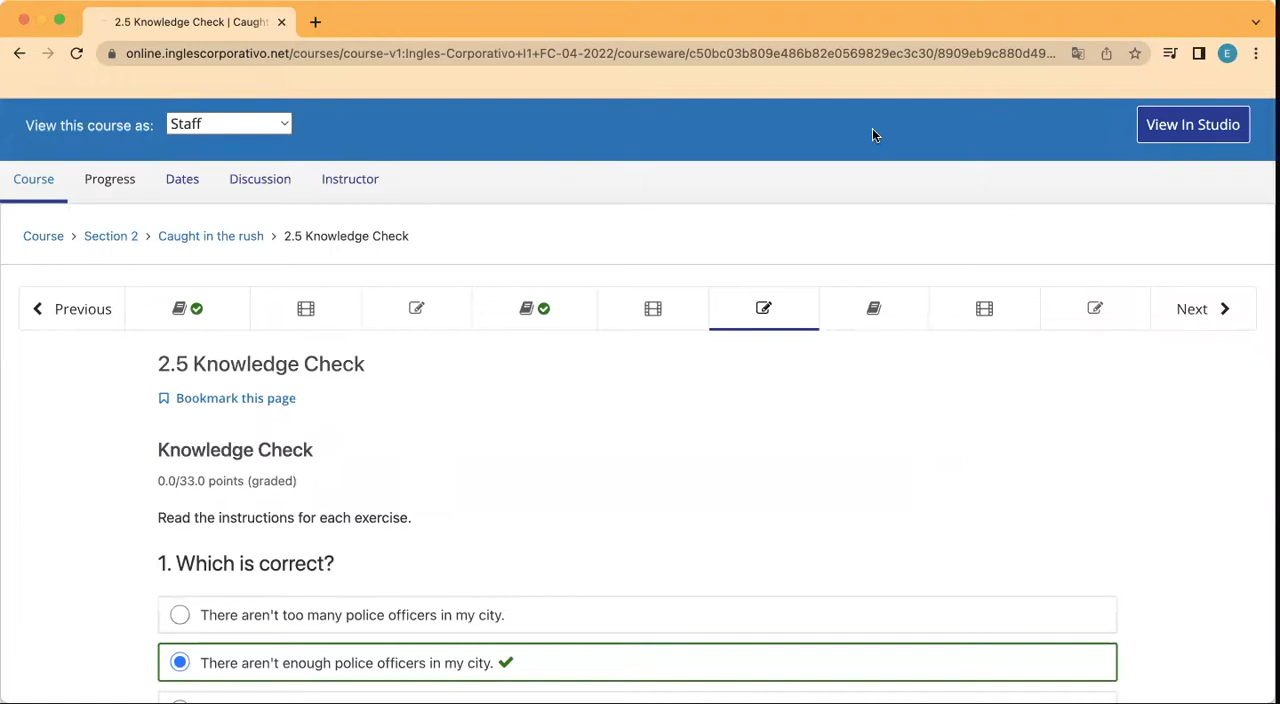 2.5 Knowledge Check | Caught
online.inglescorporativo.net/courses/course-v1:Ingles-Corporativo+I1+FC-04-2022/courseware/c50bc03b809e486b82e0569829ec3c30/8909eb9c880d49...
E
View this course as:
Staff
View In Studio
Course
Progress
Dates
Discussion
Instructor
Course > Section 2 > Caught in the rush > 2.5 Knowledge Check
Previous
Next
2.5 Knowledge Check
Bookmark this page
Knowledge Check
0.0/33.0 points (graded)
Read the instructions for each exercise.
1. Which is correct?
There aren't too many police officers in my city.
There aren't enough police officers in my city.